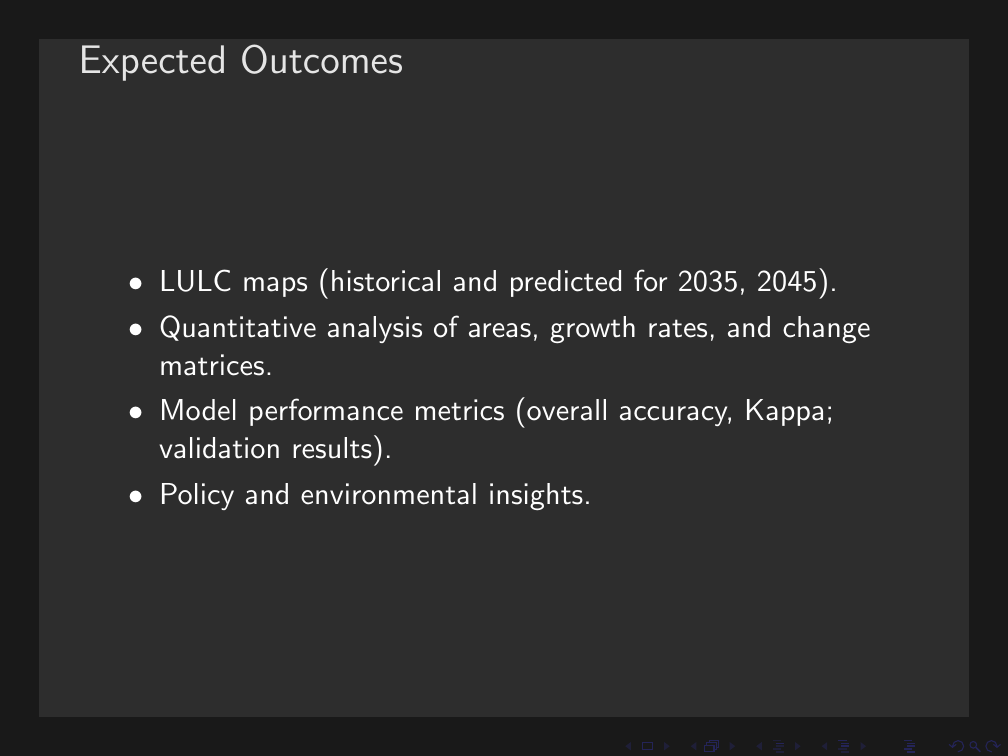 Expected Outcomes
• LULC maps (historical and predicted for 2035, 2045).
• Quantitative analysis of areas, growth rates, and change
matrices.
• Model performance metrics (overall accuracy, Kappa;
validation results).
• Policy and environmental insights.